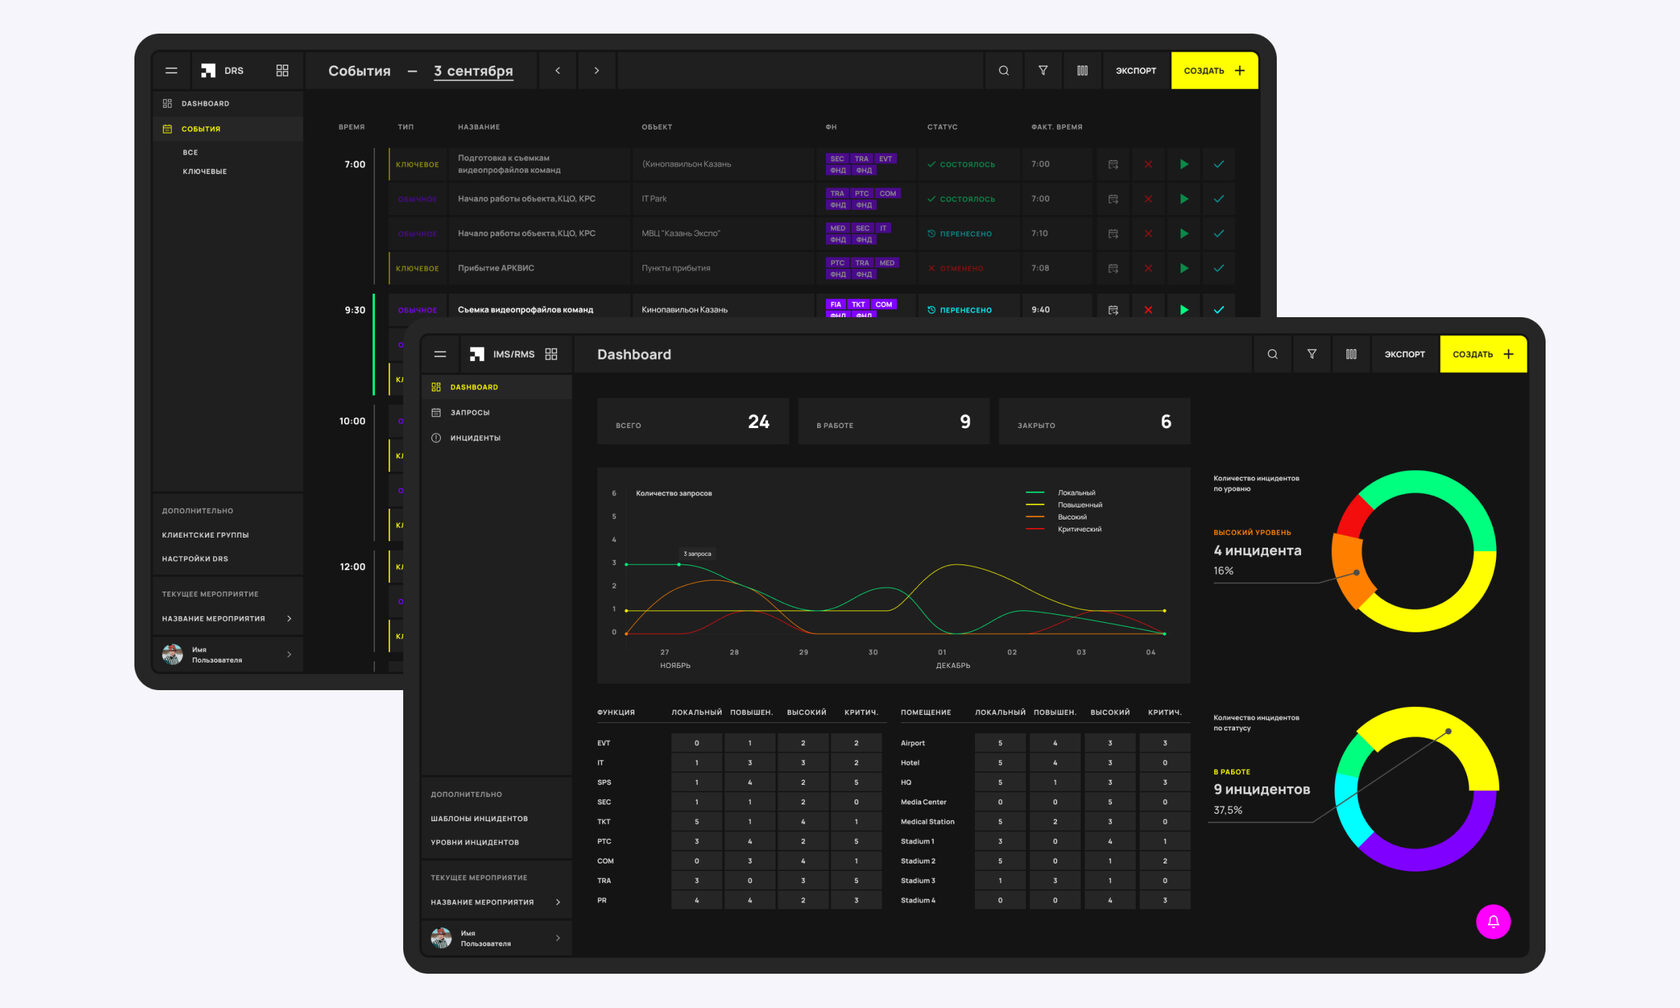 DRS
События — 3 сентября
ЭКСПОРТ
СОЗДАТЬ
DASHBOARD
СОБЫТИЯ
ВСЕ
КЛЮЧЕВЫЕ
ДОПОЛНИТЕЛЬНО
КЛИЕНТСКИЕ ГРУППЫ
НАСТРОЙКИ DRS
ТЕКУЩЕЕ МЕРОПРИЯТИЕ
НАЗВАНИЕ МЕРОПРИЯТИЯ
Имя
Пользователя
ВРЕМЯ ТИП НАЗВАНИЕ ОБЪЕКТ ФН СТАТУС ФАКТ. ВРЕМЯ
7:00 КЛЮЧЕВОЕ Подготовка к съемкам
видеопрофайлов команд
(Кинопавильон Казань SEC TRA EVT
ФНД ФНД
СОСТОЯЛОСЬ 7:00
ОБЫЧНОЕ Начало работы объекта,КЦО, КРС IT Park TRA PTC COM
ФНД ФНД
СОСТОЯЛОСЬ 7:00
ОБЫЧНОЕ Начало работы объекта,КЦО, КРС МВЦ "Казань Экспо" MED SEC IT
ФНД ФНД
ПЕРЕНЕСЕНО 7:10
КЛЮЧЕВОЕ Прибытие АРКВИС Пункты прибытия PTC TRA MED
ФНД ФНД
ОТМЕНЕНО 7:08
9:30 ОБЫЧНОЕ Съемка видеопрофайлов команд Кинопавильон Казань FIA TKT COM
ФНД ФНД
ПЕРЕНЕСЕНО 9:40
10:00
12:00
IMS/RMS
Dashboard
ЭКСПОРТ
СОЗДАТЬ
DASHBOARD
ЗАПРОСЫ
ИНЦИДЕНТЫ
ДОПОЛНИТЕЛЬНО
ШАБЛОНЫ ИНЦИДЕНТОВ
УРОВНИ ИНЦИДЕНТОВ
ТЕКУЩЕЕ МЕРОПРИЯТИЕ
НАЗВАНИЕ МЕРОПРИЯТИЯ
Имя
Пользователя
ВСЕГО 24
В РАБОТЕ 9
ЗАКРЫТО 6
Количество запросов
6
5
4
3
2
1
0
3 запроса
Локальный
Повышенный
Высокий
Критический
27 28 29 30 01 02 03 04
НОЯБРЬ ДЕКАБРЬ
ФУНКЦИЯ ЛОКАЛЬНЫЙ ПОВЫШЕН. ВЫСОКИЙ КРИТИЧ.
EVT 0 1 2 2
IT 1 3 3 2
SPS 1 4 2 5
SEC 1 1 2 0
TKT 5 1 4 1
PTC 3 4 2 5
COM 0 3 4 1
TRA 3 0 3 5
PR 4 4 2 3
ПОМЕЩЕНИЕ ЛОКАЛЬНЫЙ ПОВЫШЕН. ВЫСОКИЙ КРИТИЧ.
Airport 5 4 3 3
Hotel 5 4 3 0
HQ 5 1 3 3
Media Center 0 0 5 0
Medical Station 5 2 3 0
Stadium 1 3 0 4 1
Stadium 2 5 0 1 2
Stadium 3 1 3 1 0
Stadium 4 0 0 4 3
Количество инцидентов
по уровню
ВЫСОКИЙ УРОВЕНЬ
4 инцидента
16%
Количество инцидентов
по статусу
В РАБОТЕ
9 инцидентов
37,5%